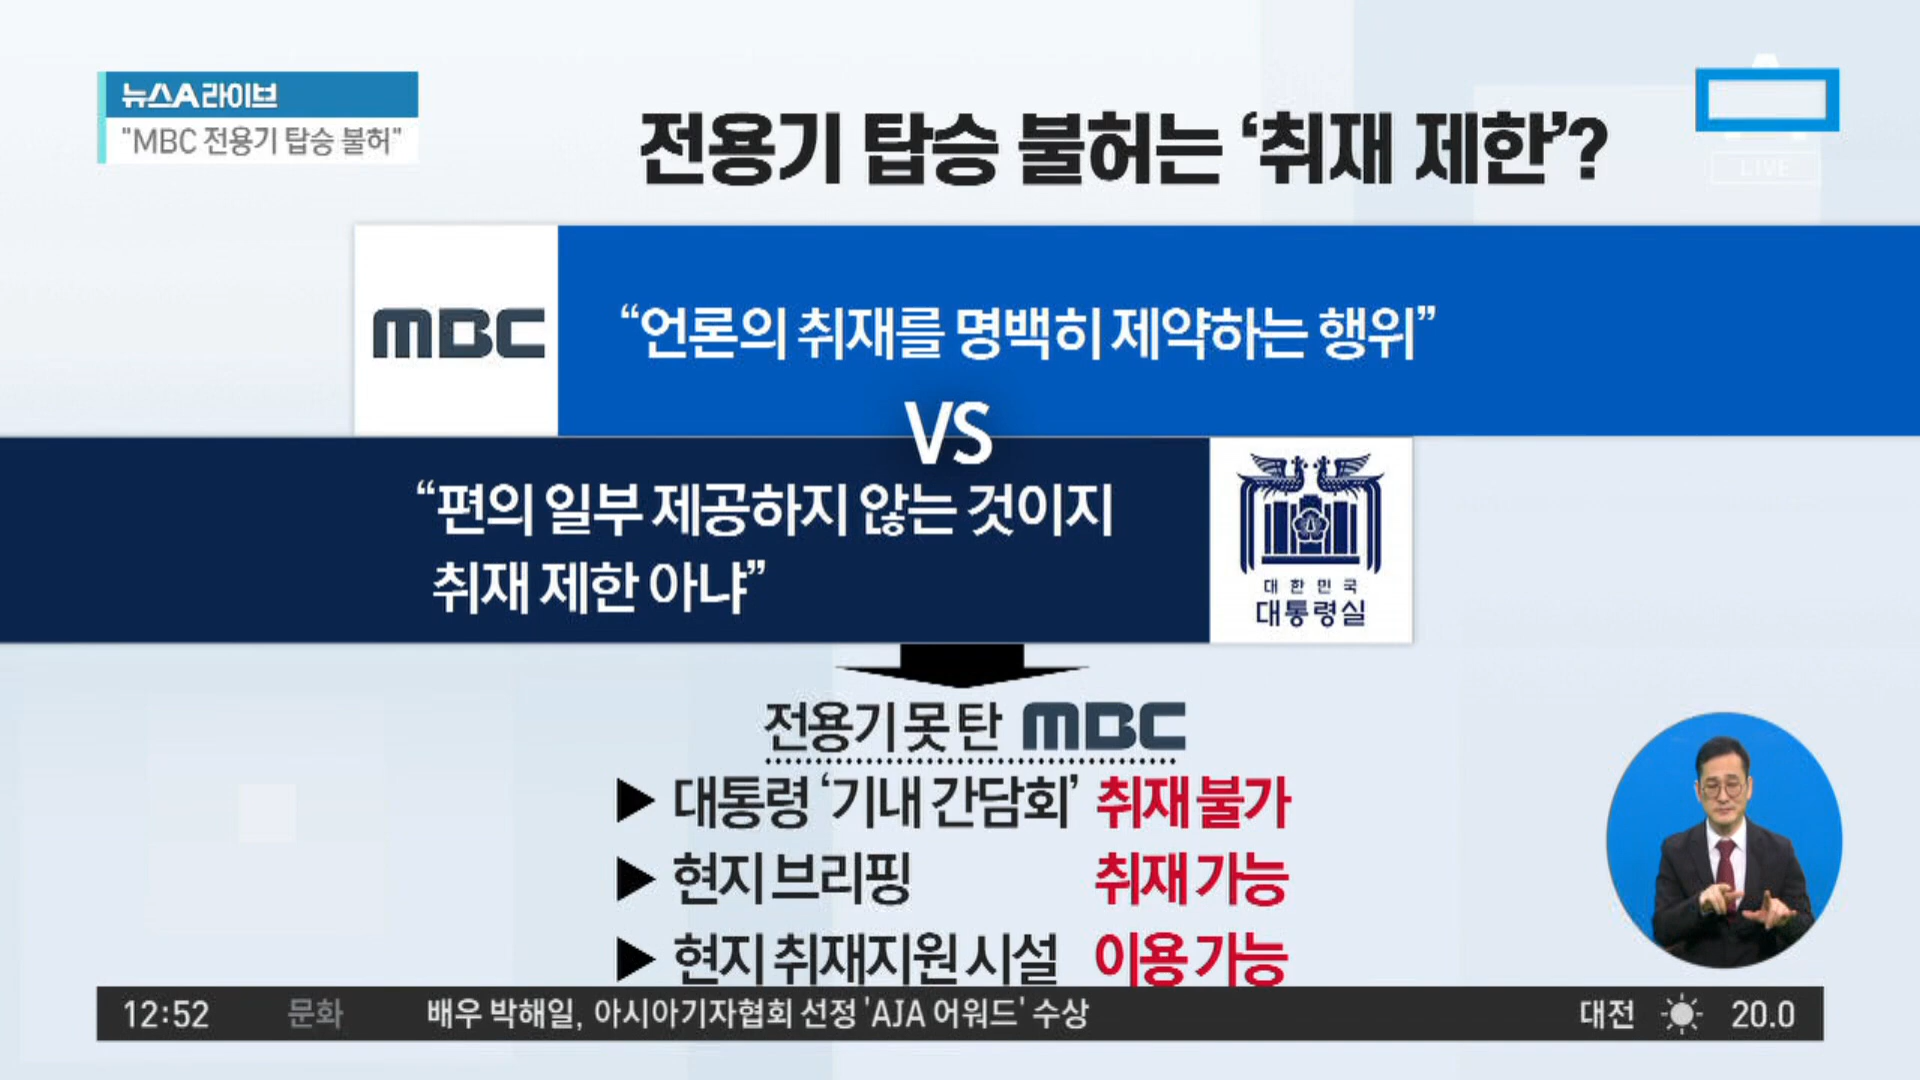 뉴스A 라이브
"MBC 전용기 탑승 불허"
전용기 탑승 불허는 ‘취재 제한’?
LIVE
MBC
“언론의 취재를 명백히 제약하는 행위”
VS
“편의 일부 제공하지 않는 것이지
취재 제한 아냐”
대한민국
대통령실
전용기 못 탄 MBC
▶ 대통령 ‘기내 간담회’ 취재 불가
▶ 현지 브리핑 취재 가능
▶ 현지 취재지원 시설 이용 가능
12:52 문화 배우 박해일, 아시아기자협회 선정 'AJA 어워드' 수상 대전 20.0